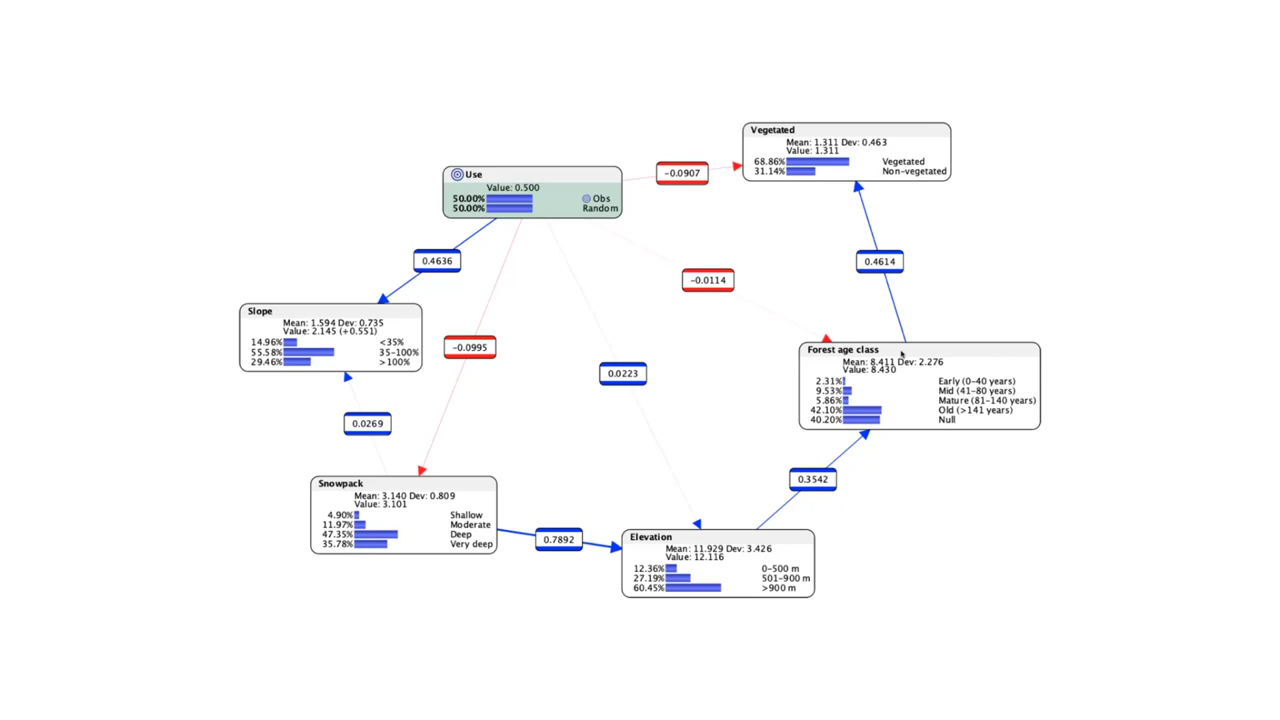 Vegetated
Mean: 1.311 Dev: 0.463
Value: 1.311
68.86% Vegetated
31.14% Non-vegetated
Use
Value: 0.500
50.00% Obs
50.00% Random
-0.0907
0.4636
0.4614
-0.0114
Slope
Mean: 1.594 Dev: 0.735
Value: 2.145 (+0.551)
14.96% <35%
55.58% 35-100%
29.46% >100%
-0.0995
0.0223
Forest age class
Mean: 8.411 Dev: 2.276
Value: 8.430
2.31% Early (0-40 years)
9.53% Mid (41-80 years)
5.86% Mature (81-140 years)
42.10% Old (>141 years)
40.20% Null
0.0269
0.3542
Snowpack
Mean: 3.140 Dev: 0.809
Value: 3.101
4.90% Shallow
11.97% Moderate
47.35% Deep
35.78% Very deep
0.7892
Elevation
Mean: 11.929 Dev: 3.426
Value: 12.116
12.36% 0-500 m
27.19% 501-900 m
60.45% >900 m